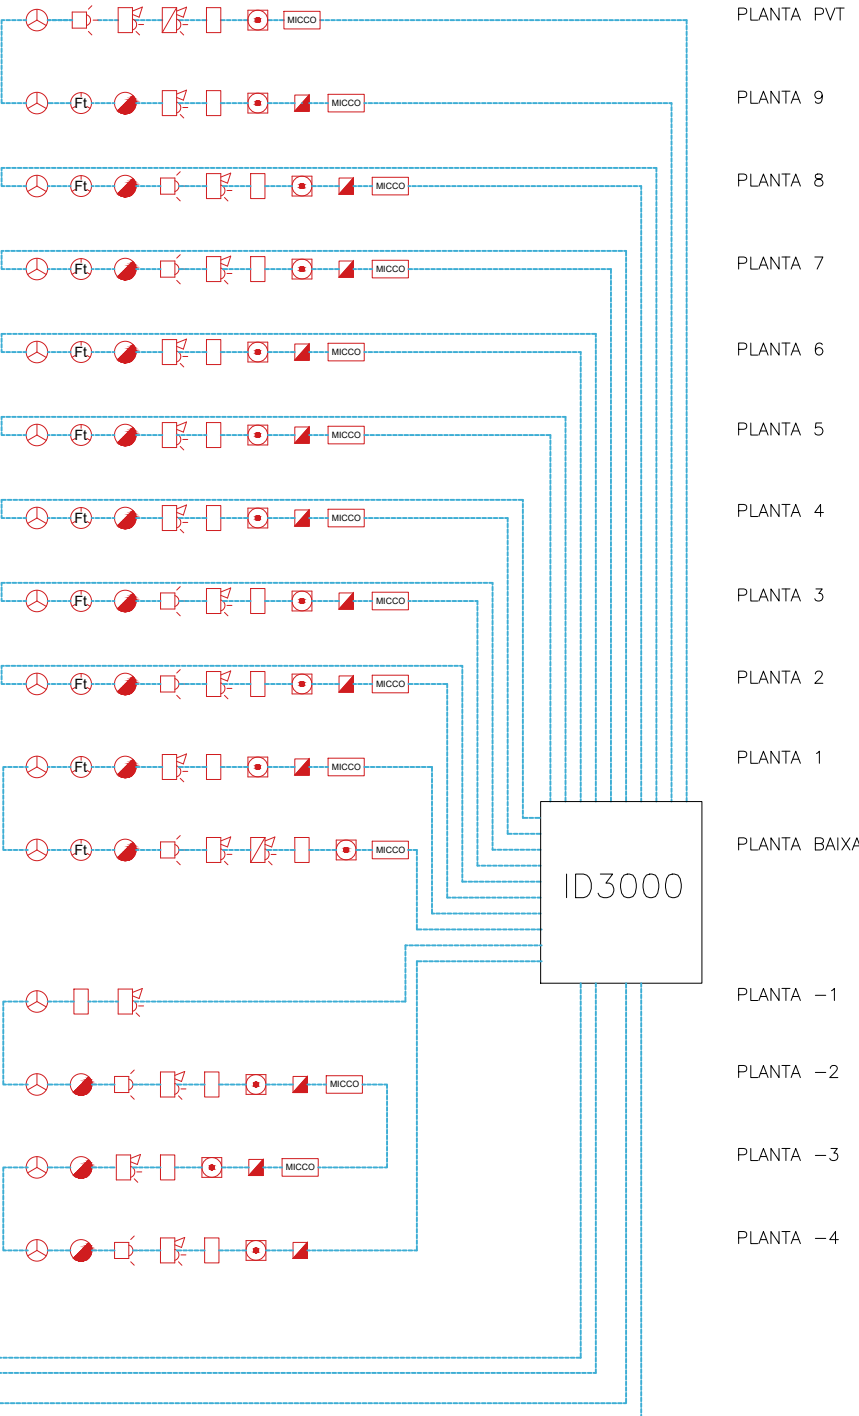 MICCO PLANTA PVT
Ft. MICCO PLANTA 9
Ft. MICCO PLANTA 8
Ft. MICCO PLANTA 7
Ft. MICCO PLANTA 6
Ft. MICCO PLANTA 5
Ft. MICCO PLANTA 4
Ft. MICCO PLANTA 3
Ft. MICCO PLANTA 2
Ft. MICCO PLANTA 1
Ft. MICCO PLANTA BAIXA
ID3000
PLANTA -1
MICCO PLANTA -2
MICCO PLANTA -3
PLANTA -4